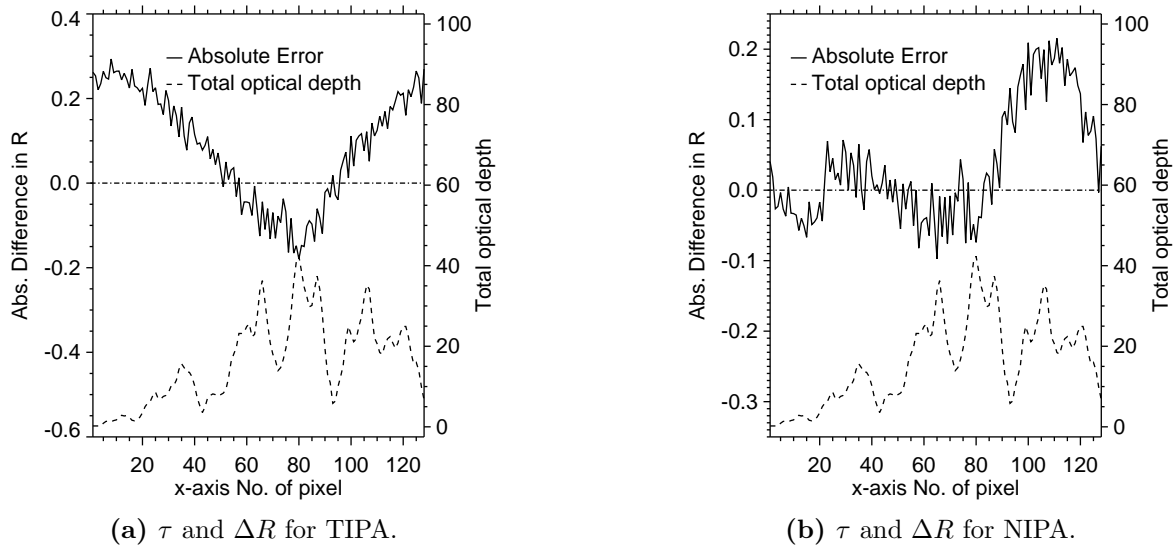 Absolute Error
Total optical depth
0.4
0.2
0.0
-0.2
-0.4
-0.6
Abs. Difference in R
100
80
60
40
20
0
Total optical depth
20 40 60 80 100 120
x-axis No. of pixel
(a) τ and ΔR for TIPA.
Absolute Error
Total optical depth
0.2
0.1
0.0
-0.1
-0.2
-0.3
Abs. Difference in R
100
80
60
40
20
0
Total optical depth
20 40 60 80 100 120
x-axis No. of pixel
(b) τ and ΔR for NIPA.